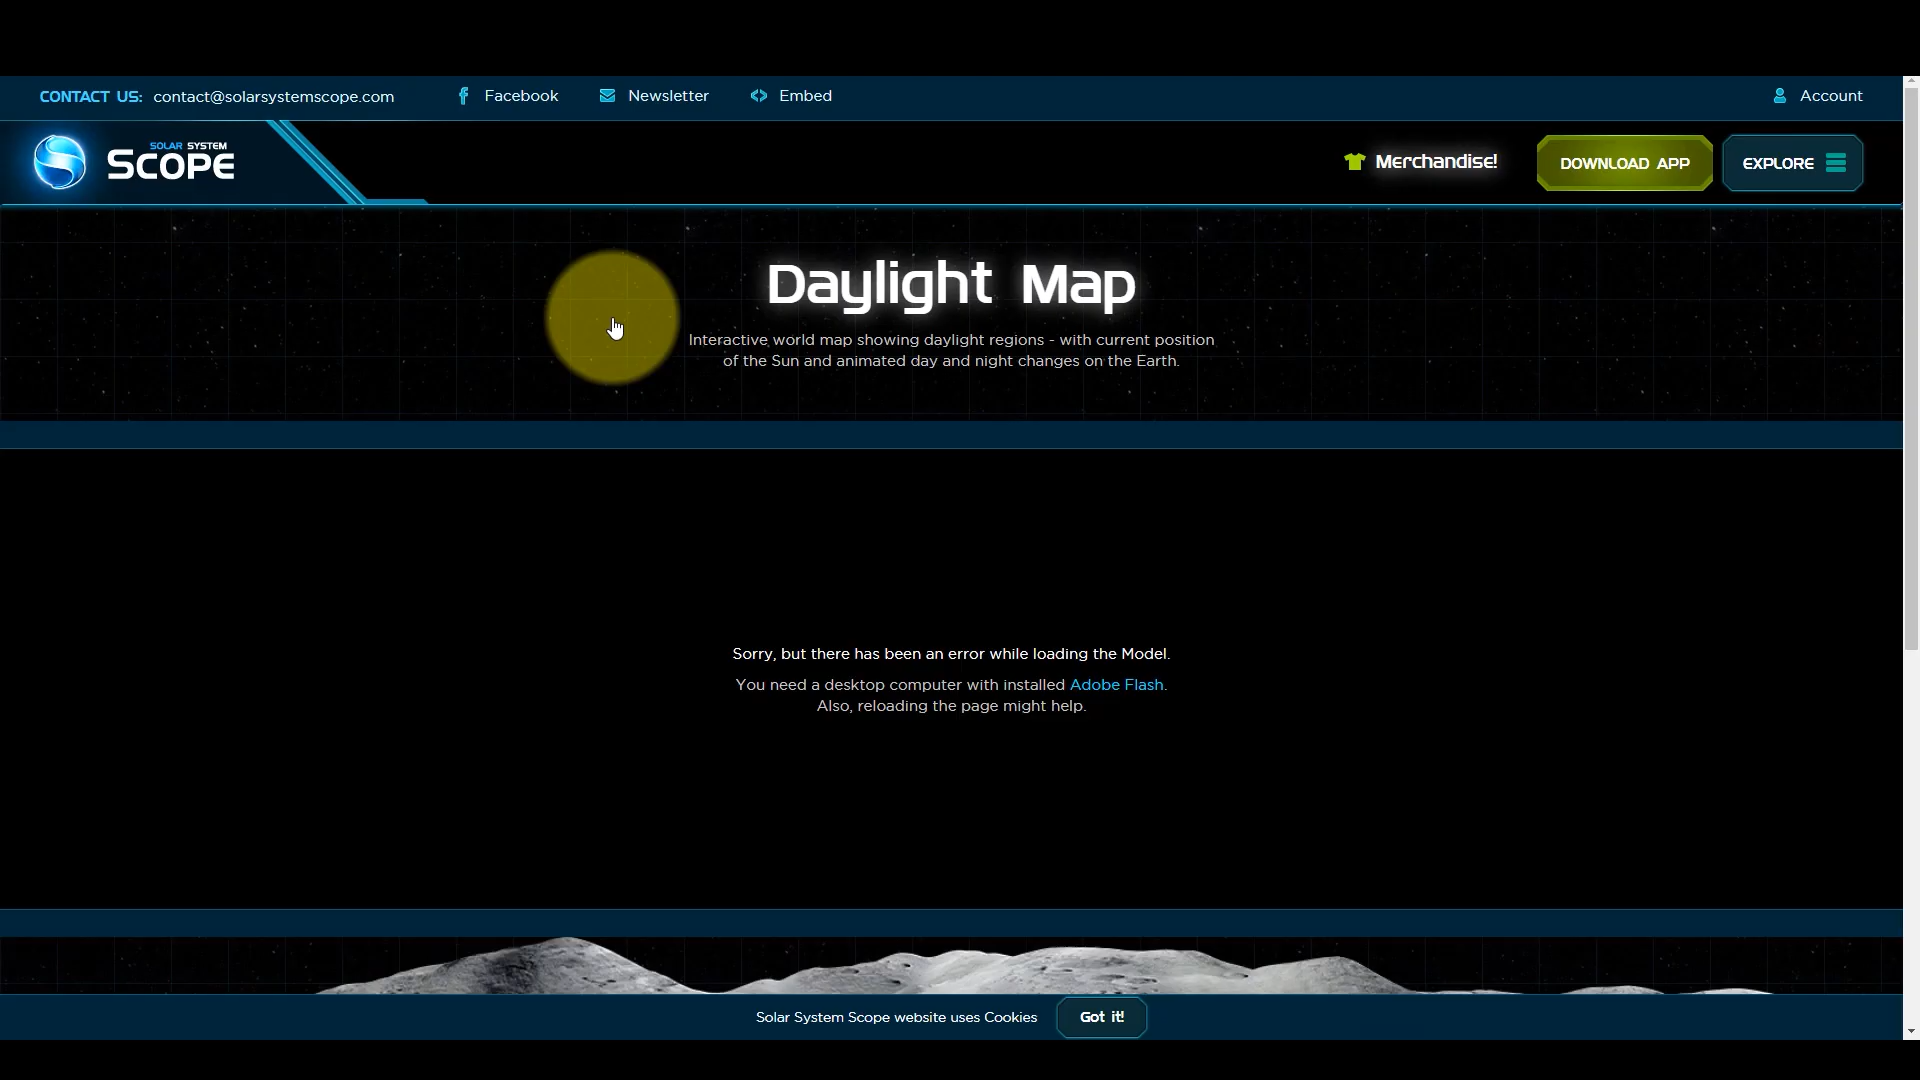 CONTACT US: contact@solarsystemscope.com Facebook Newsletter Embed Account
SOLAR SYSTEM
SCOPE
Merchandise! DOWNLOAD APP EXPLORE
Daylight Map
Interactive world map showing daylight regions - with current position
of the Sun and animated day and night changes on the Earth.
Sorry, but there has been an error while loading the Model.
You need a desktop computer with installed Adobe Flash.
Also, reloading the page might help.
Solar System Scope website uses Cookies Got it!